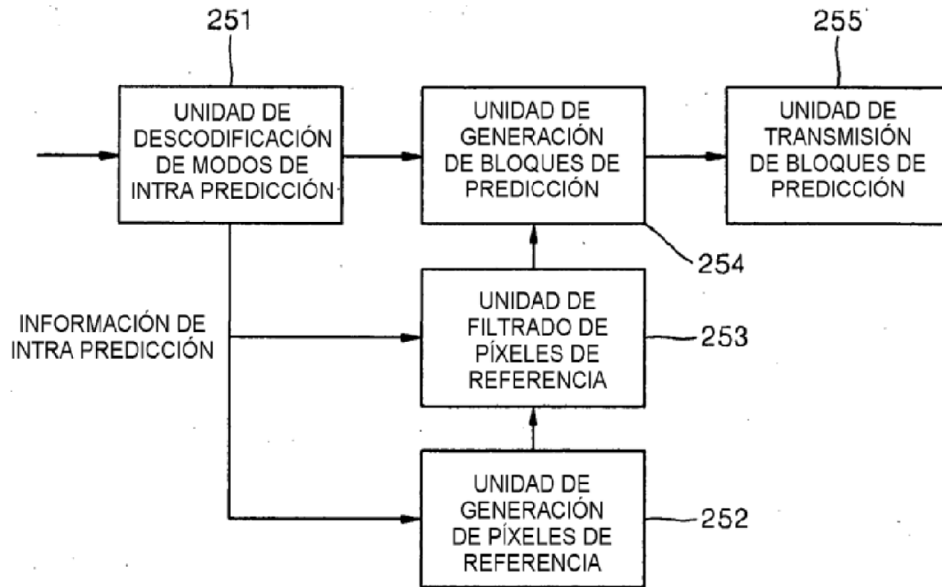 251
255
UNIDAD DE
DESCODIFICACIÓN
DE MODOS DE
INTRA PREDICCIÓN
UNIDAD DE
GENERACIÓN
DE BLOQUES DE
PREDICCIÓN
UNIDAD DE
TRANSMISIÓN
DE BLOQUES DE
PREDICCIÓN
254
INFORMACIÓN DE
INTRA PREDICCIÓN
UNIDAD DE
FILTRADO DE
PÍXELES DE
REFERENCIA
253
UNIDAD DE
GENERACIÓN
DE PÍXELES DE
REFERENCIA
252